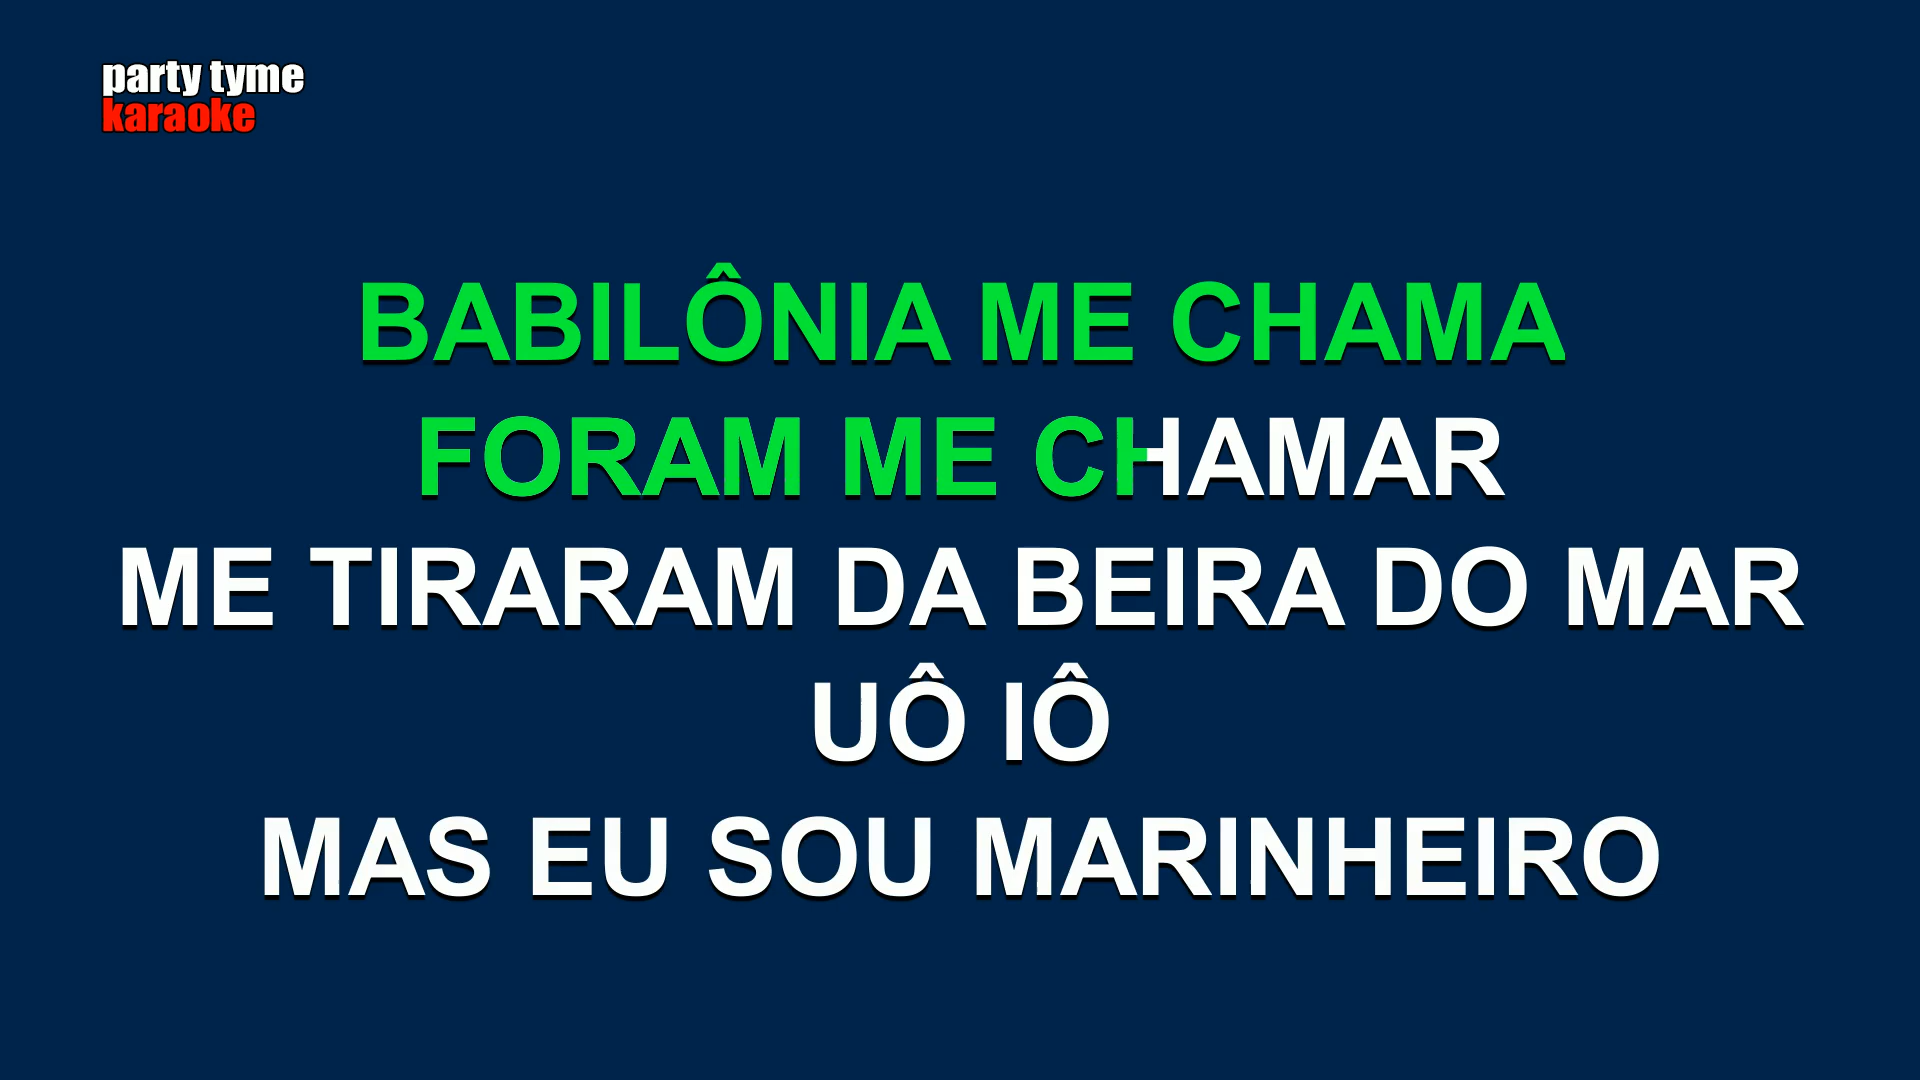 party tyme
karaoke
BABILÔNIA ME CHAMA
FORAM ME CHAMAR
ME TIRARAM DA BEIRA DO MAR
UÔ IÔ
MAS EU SOU MARINHEIRO